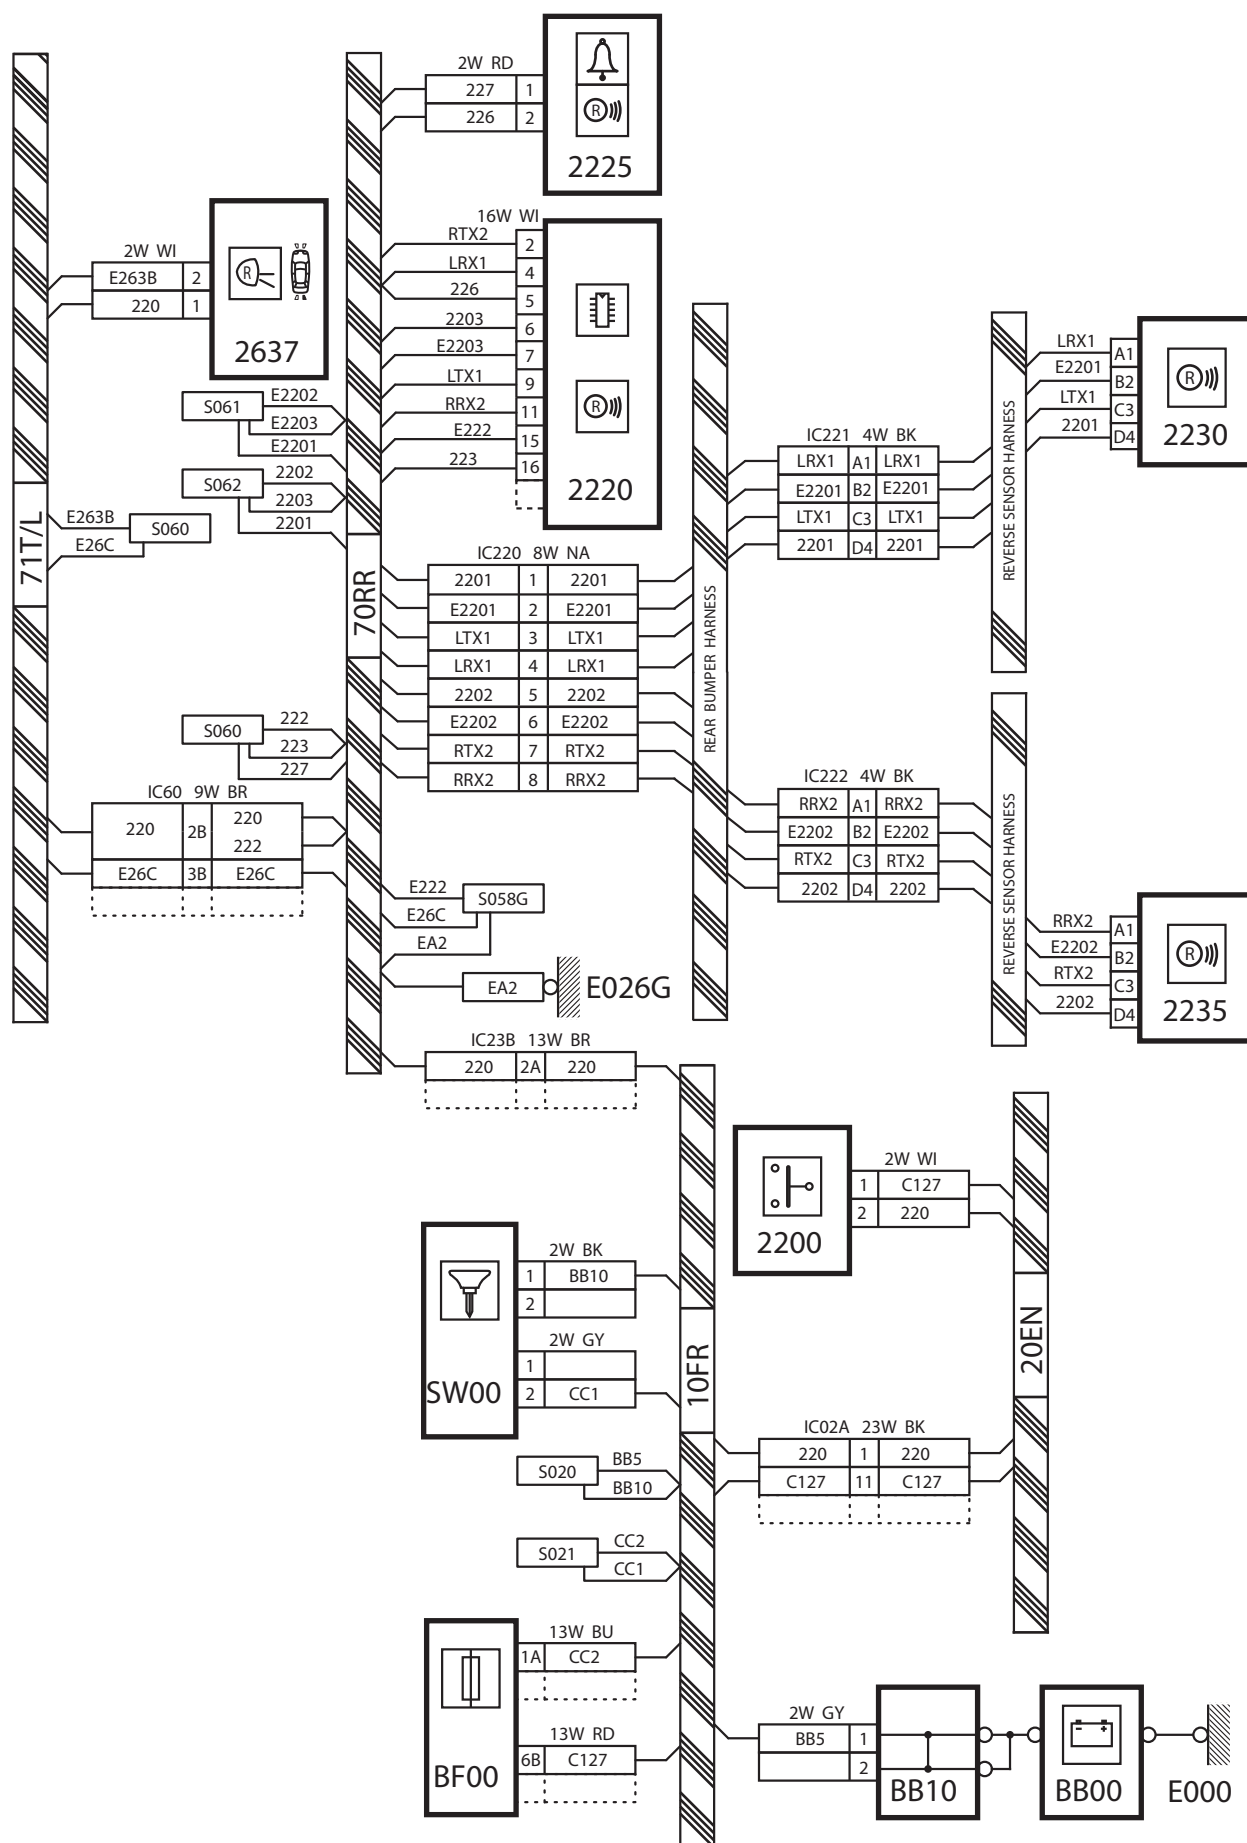 2W RD
227 1
226 2
2225
2W WI
E263B 2
220 1
R
2637
16W WI
RTX2 2
LRX1 4
226 5
2203 6
E2203 7
LTX1 9
RRX2 11
E222 15
223 16
R
2220
S061
E2202
E2203
E2201
S062
2202
2203
2201
71T/L
E263B
S060
E26C
70RR
IC220 8W NA
2201 1 2201
E2201 2 E2201
LTX1 3 LTX1
LRX1 4 LRX1
2202 5 2202
E2202 6 E2202
RTX2 7 RTX2
RRX2 8 RRX2
REAR BUMPER HARNESS
IC221 4W BK
LRX1 A1 LRX1
E2201 B2 E2201
LTX1 C3 LTX1
2201 D4 2201
REVERSE SENSOR HARNESS
LRX1 A1
E2201 B2
LTX1 C3
2201 D4
R
2230
S060
222
223
227
IC60 9W BR
220 2B 220
222
E26C 3B E26C
IC222 4W BK
RRX2 A1 RRX2
E2202 B2 E2202
RTX2 C3 RTX2
2202 D4 2202
REVERSE SENSOR HARNESS
RRX2 A1
E2202 B2
RTX2 C3
2202 D4
R
2235
E222
S058G
E26C
EA2
EA2
E026G
IC23B 13W BR
220 2A 220
2W WI
1 C127
2 220
2200
2W BK
1 BB10
2
2W GY
1
2 CC1
SW00
10FR
20EN
IC02A 23W BK
220 1 220
C127 11 C127
S020
BB5
BB10
S021
CC2
CC1
13W BU
1A CC2
13W RD
6B C127
BF00
2W GY
BB5 1
2
BB10
BB00
E000
R